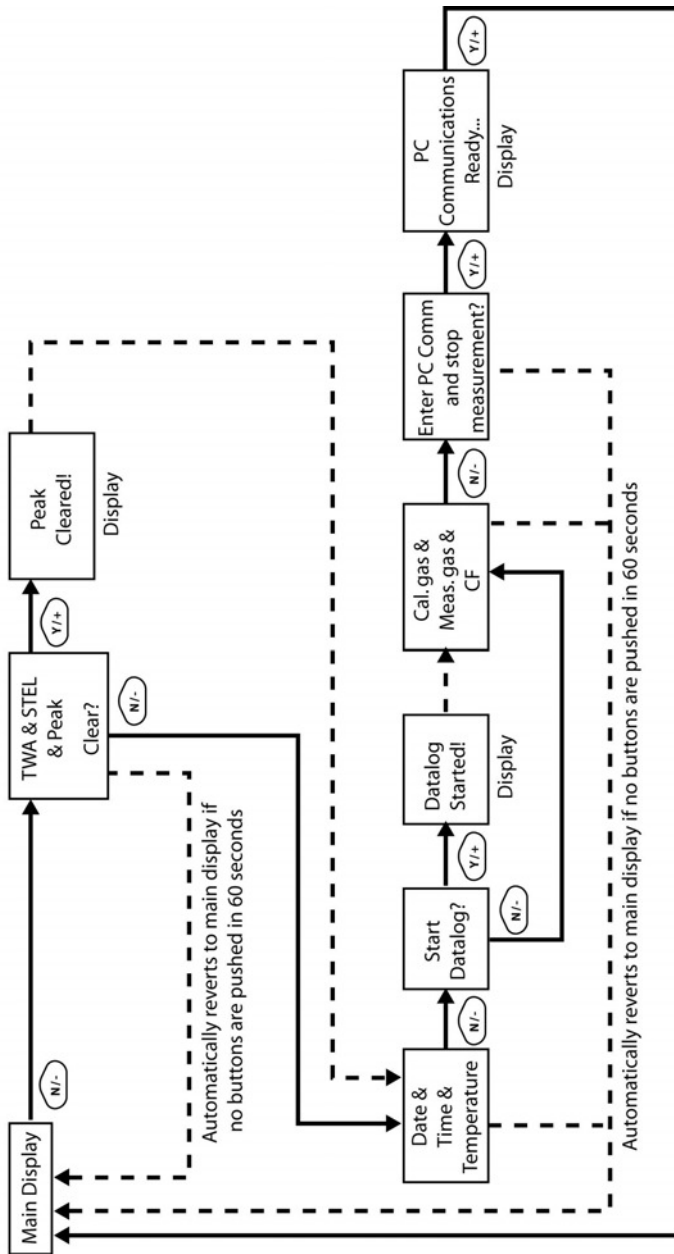 Main Display
N/-
TWA & STEL
& Peak
Clear?
Y/+
Peak
Cleared!
Display
N/-
Automatically reverts to main display if
no buttons are pushed in 60 seconds
Date &
Time &
Temperature
N/-
Start
Datalog?
Y/+
Datalog
Started!
Display
N/-
Cal. gas &
Meas. gas &
CF
N/-
Enter PC Comm
and stop
measurement?
Y/+
PC
Communications
Ready...
Display
Y/+
Automatically reverts to main display if no buttons are pushed in 60 seconds